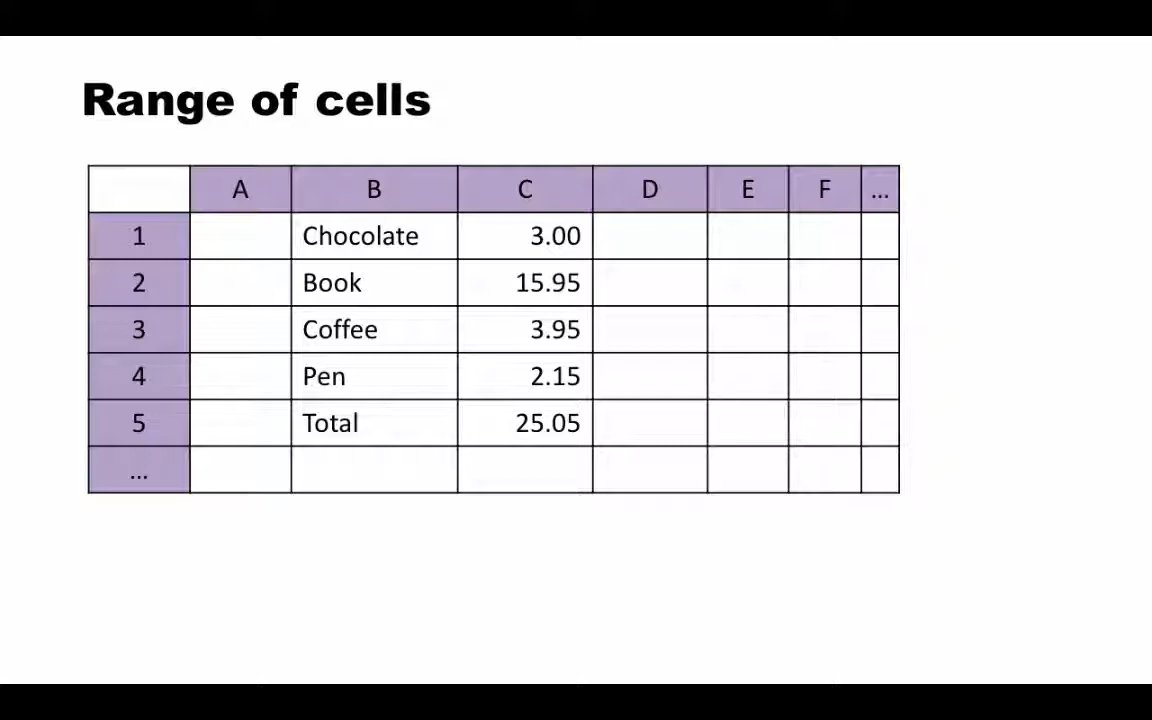 Range of cells
A B C D E F ...
1 Chocolate 3.00
2 Book 15.95
3 Coffee 3.95
4 Pen 2.15
5 Total 25.05
...